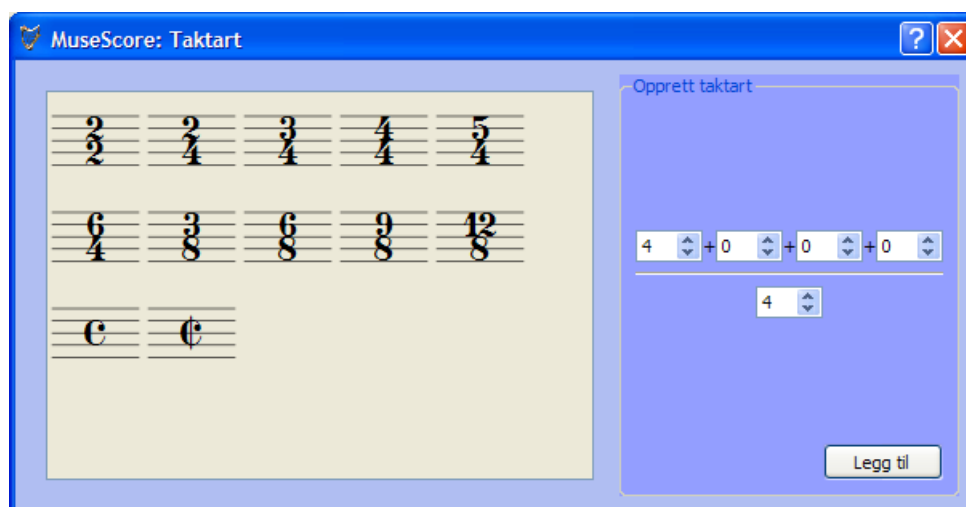 MuseScore: Taktart
Opprett taktart
2 2 3 4 5
2 4 4 4 4
6 3 6 9 12
4 8 8 8 8
4 + 0 + 0 + 0
4
Legg til